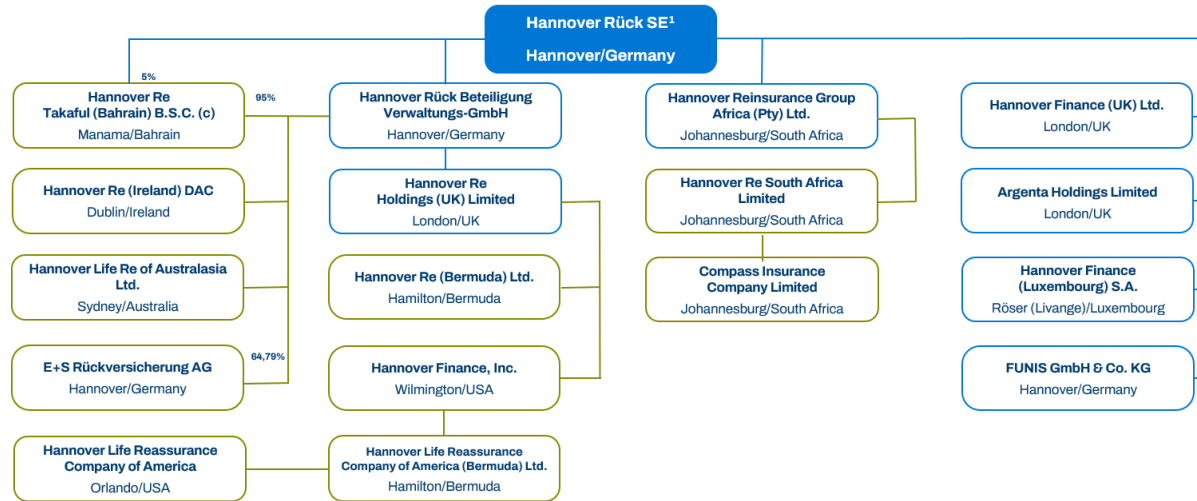 Hannover Rück SE¹
Hannover/Germany
5%
Hannover Re
Takaful (Bahrain) B.S.C. (c)
Manama/Bahrain
95%
Hannover Rück Beteiligung
Verwaltungs-GmbH
Hannover/Germany
Hannover Reinsurance Group
Africa (Pty) Ltd.
Johannesburg/South Africa
Hannover Finance (UK) Ltd.
London/UK
Hannover Re (Ireland) DAC
Dublin/Ireland
Hannover Re
Holdings (UK) Limited
London/UK
Hannover Re South Africa
Limited
Johannesburg/South Africa
Argenta Holdings Limited
London/UK
Hannover Life Re of Australasia
Ltd.
Sydney/Australia
Hannover Re (Bermuda) Ltd.
Hamilton/Bermuda
Compass Insurance
Company Limited
Johannesburg/South Africa
Hannover Finance
(Luxembourg) S.A.
Röser (Livange)/Luxembourg
E+S Rückversicherung AG
Hannover/Germany
64,79%
Hannover Finance, Inc.
Wilmington/USA
FUNIS GmbH & Co. KG
Hannover/Germany
Hannover Life Reassurance
Company of America
Orlando/USA
Hannover Life Reassurance
Company of America (Bermuda) Ltd.
Hamilton/Bermuda